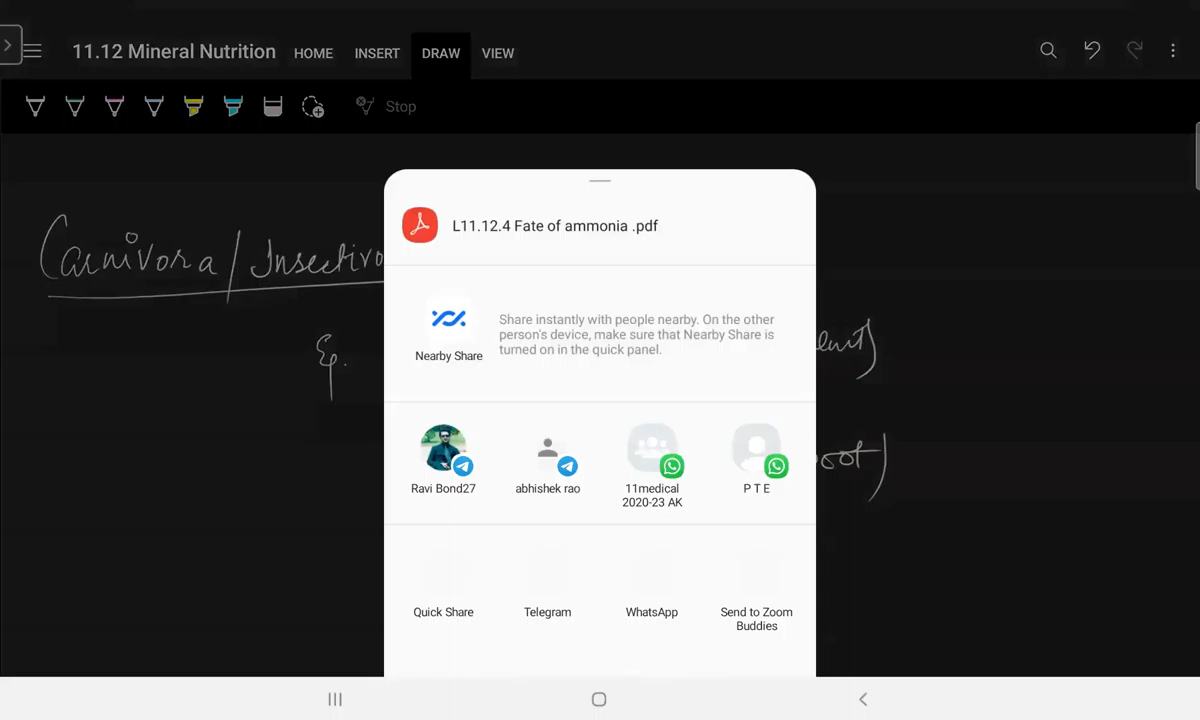 11.12 Mineral Nutrition HOME INSERT DRAW VIEW
Stop
L11.12.4 Fate of ammonia .pdf
Carnivora / Insectivo
Share instantly with people nearby. On the other
person's device, make sure that Nearby Share is
turned on in the quick panel.
Nearby Share
Eg.
Ravi Bond27 abhishek rao 11medical
2020-23 AK
P T E
Quick Share Telegram WhatsApp Send to Zoom
Buddies